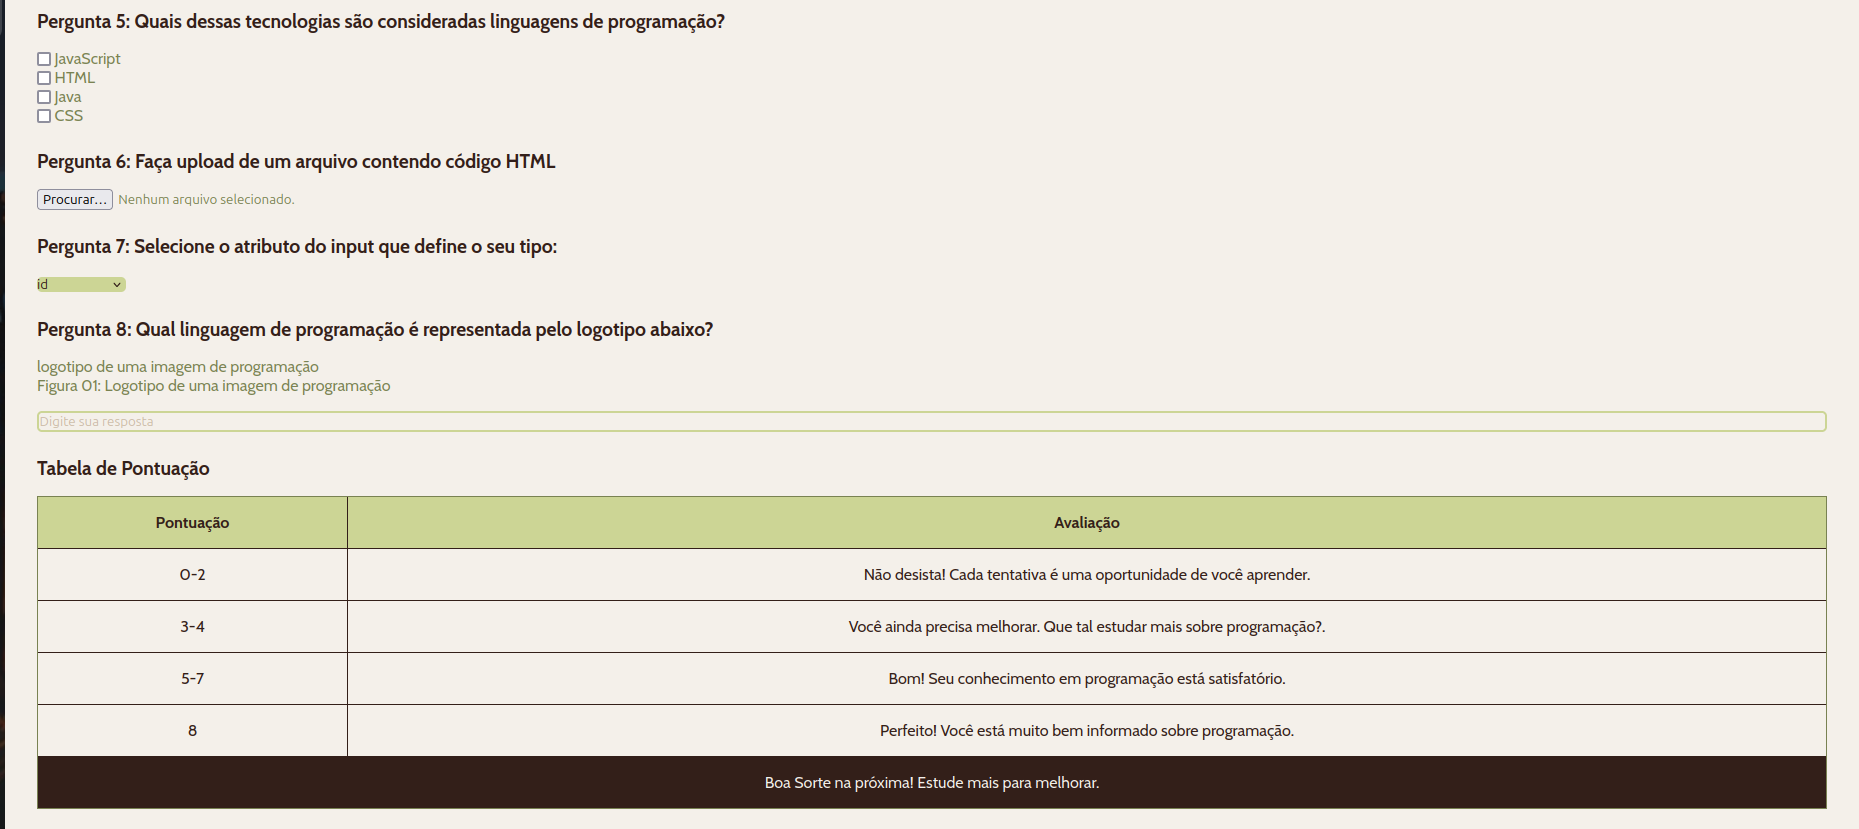 Pergunta 5: Quais dessas tecnologias são consideradas linguagens de programação?
JavaScript
HTML
Java
CSS
Pergunta 6: Faça upload de um arquivo contendo código HTML
Procurar... Nenhum arquivo selecionado.
Pergunta 7: Selecione o atributo do input que define o seu tipo:
id
Pergunta 8: Qual linguagem de programação é representada pelo logotipo abaixo?
logotipo de uma imagem de programação
Figura 01: Logotipo de uma imagem de programação
Digite sua resposta
Tabela de Pontuação
Pontuação Avaliação
0-2 Não desista! Cada tentativa é uma oportunidade de você aprender.
3-4 Você ainda precisa melhorar. Que tal estudar mais sobre programação?.
5-7 Bom! Seu conhecimento em programação está satisfatório.
8 Perfeito! Você está muito bem informado sobre programação.
Boa Sorte na próxima! Estude mais para melhorar.